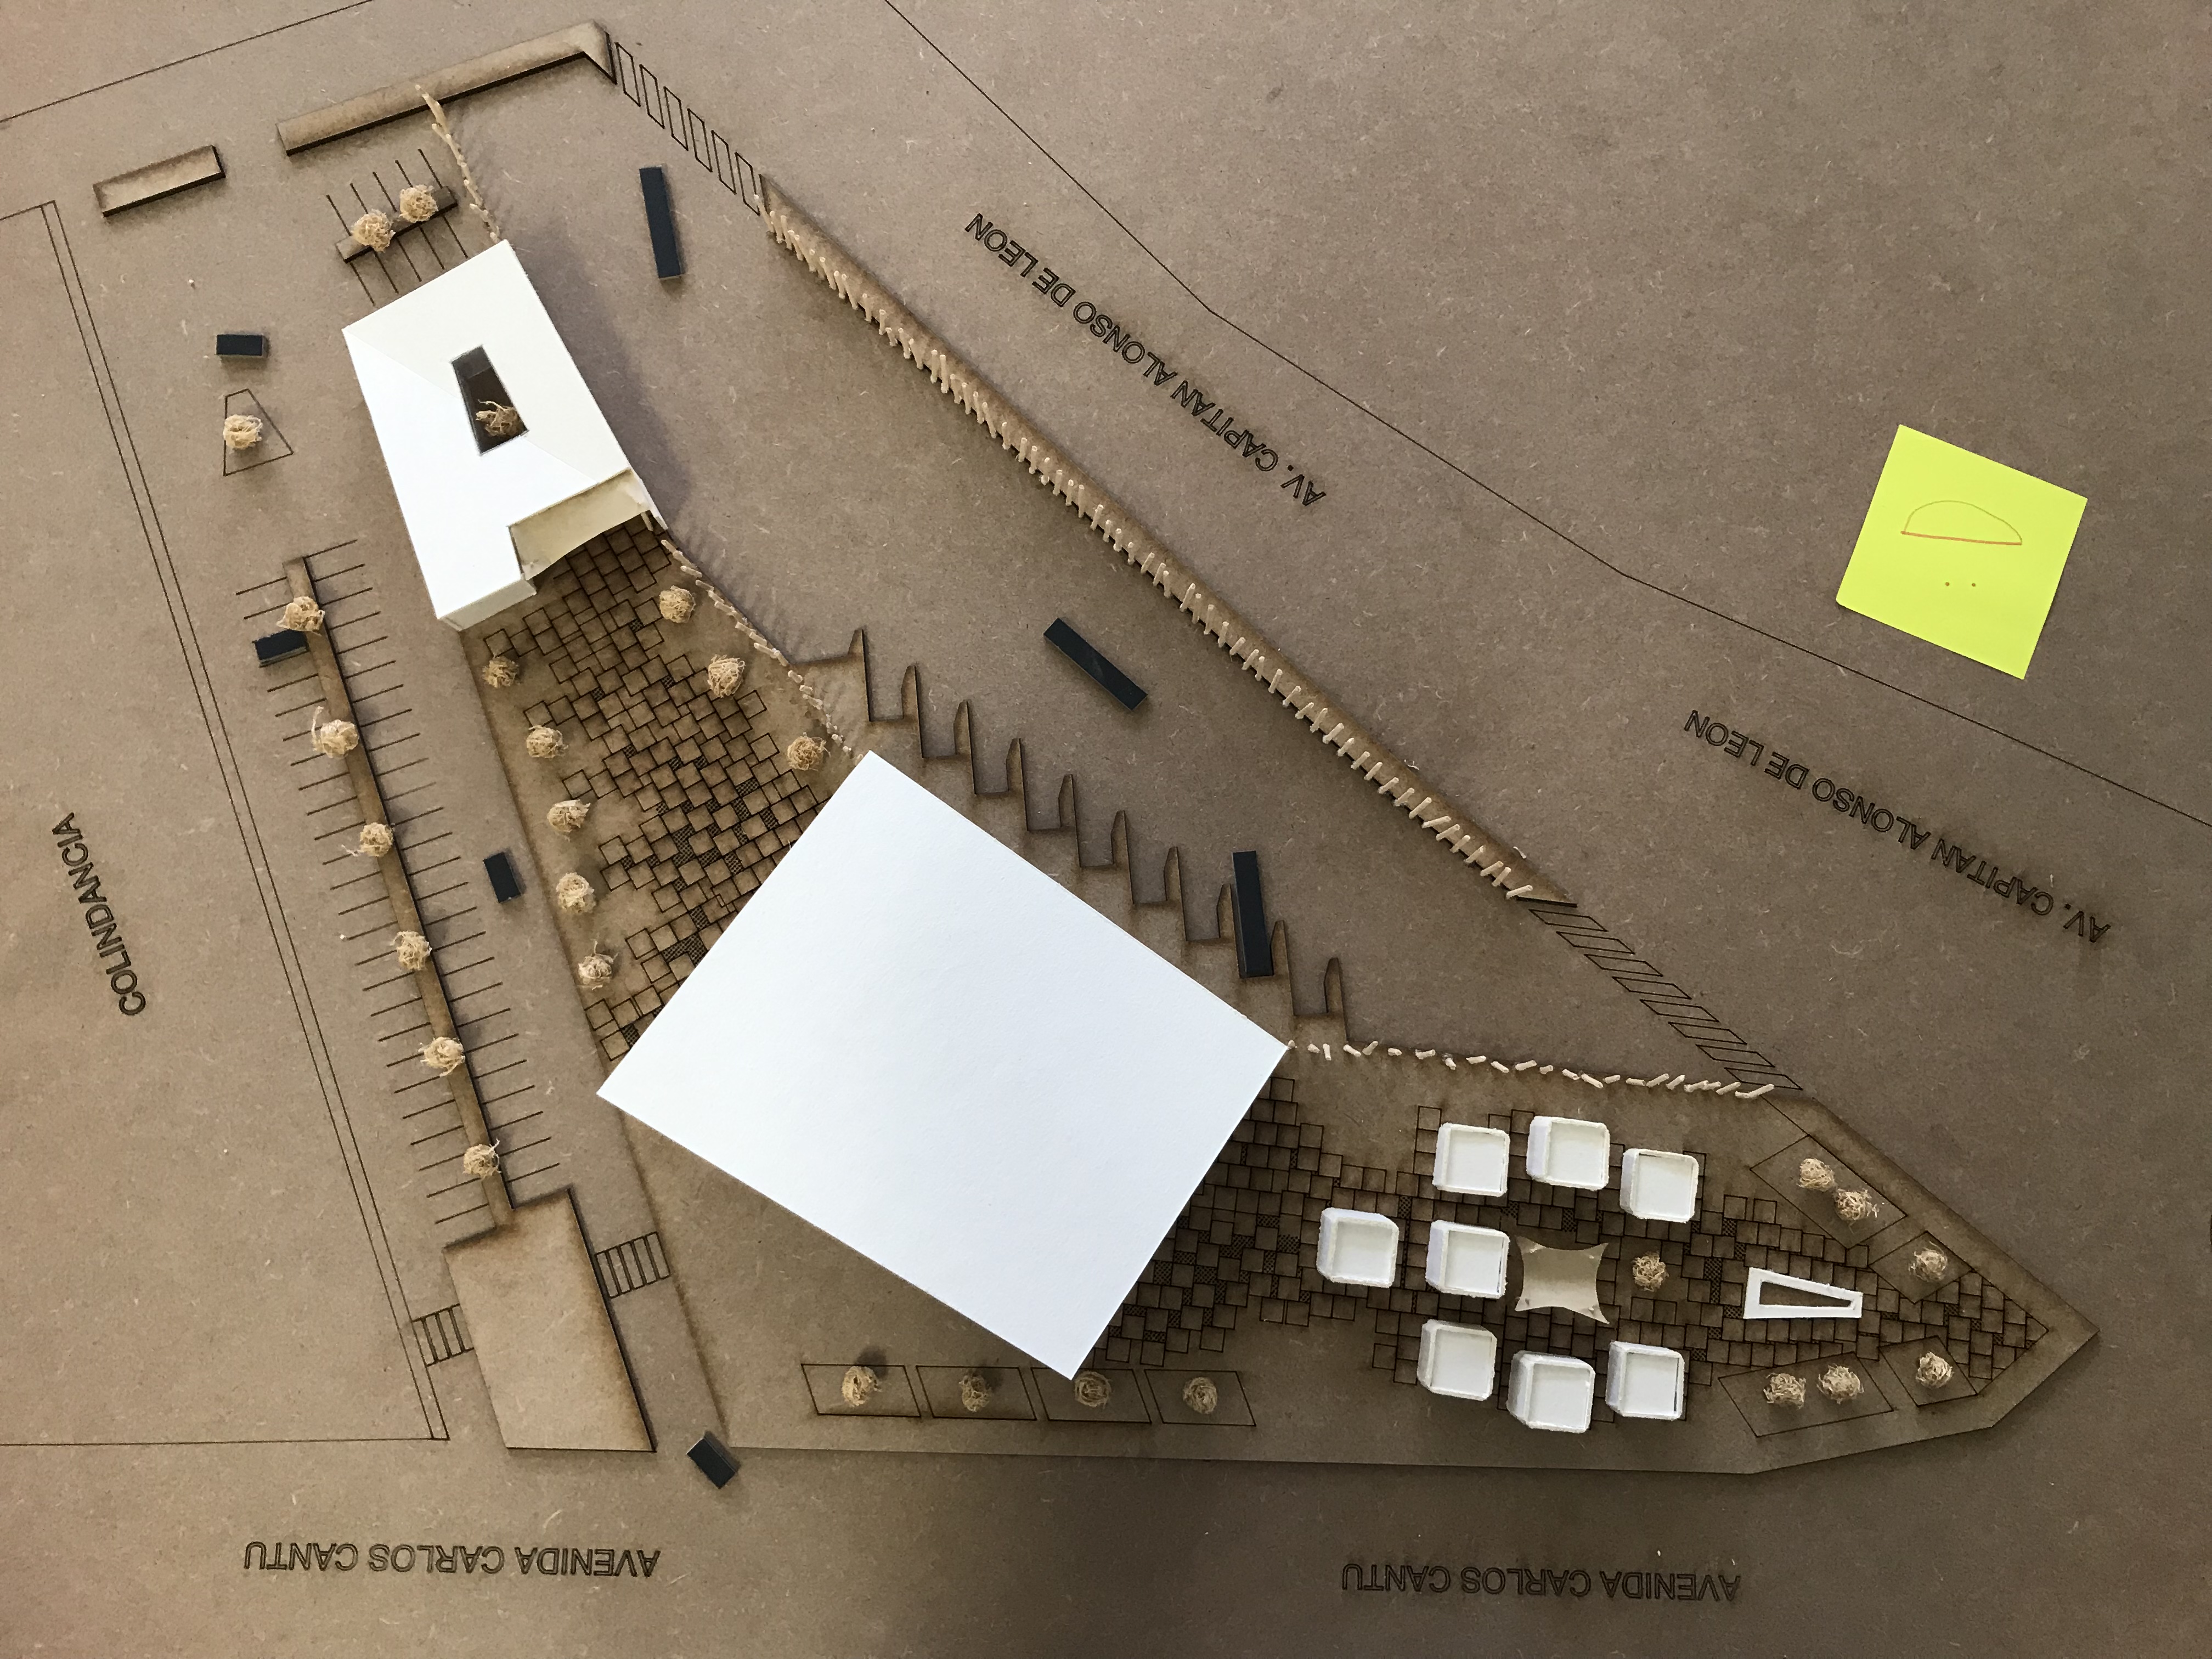 AV. CAPITAN ALONSO DE LEON
AV. CAPITAN ALONSO DE LEON
COLINDANCIA
AVENIDA CARLOS CANTU
AVENIDA CARLOS CANTU